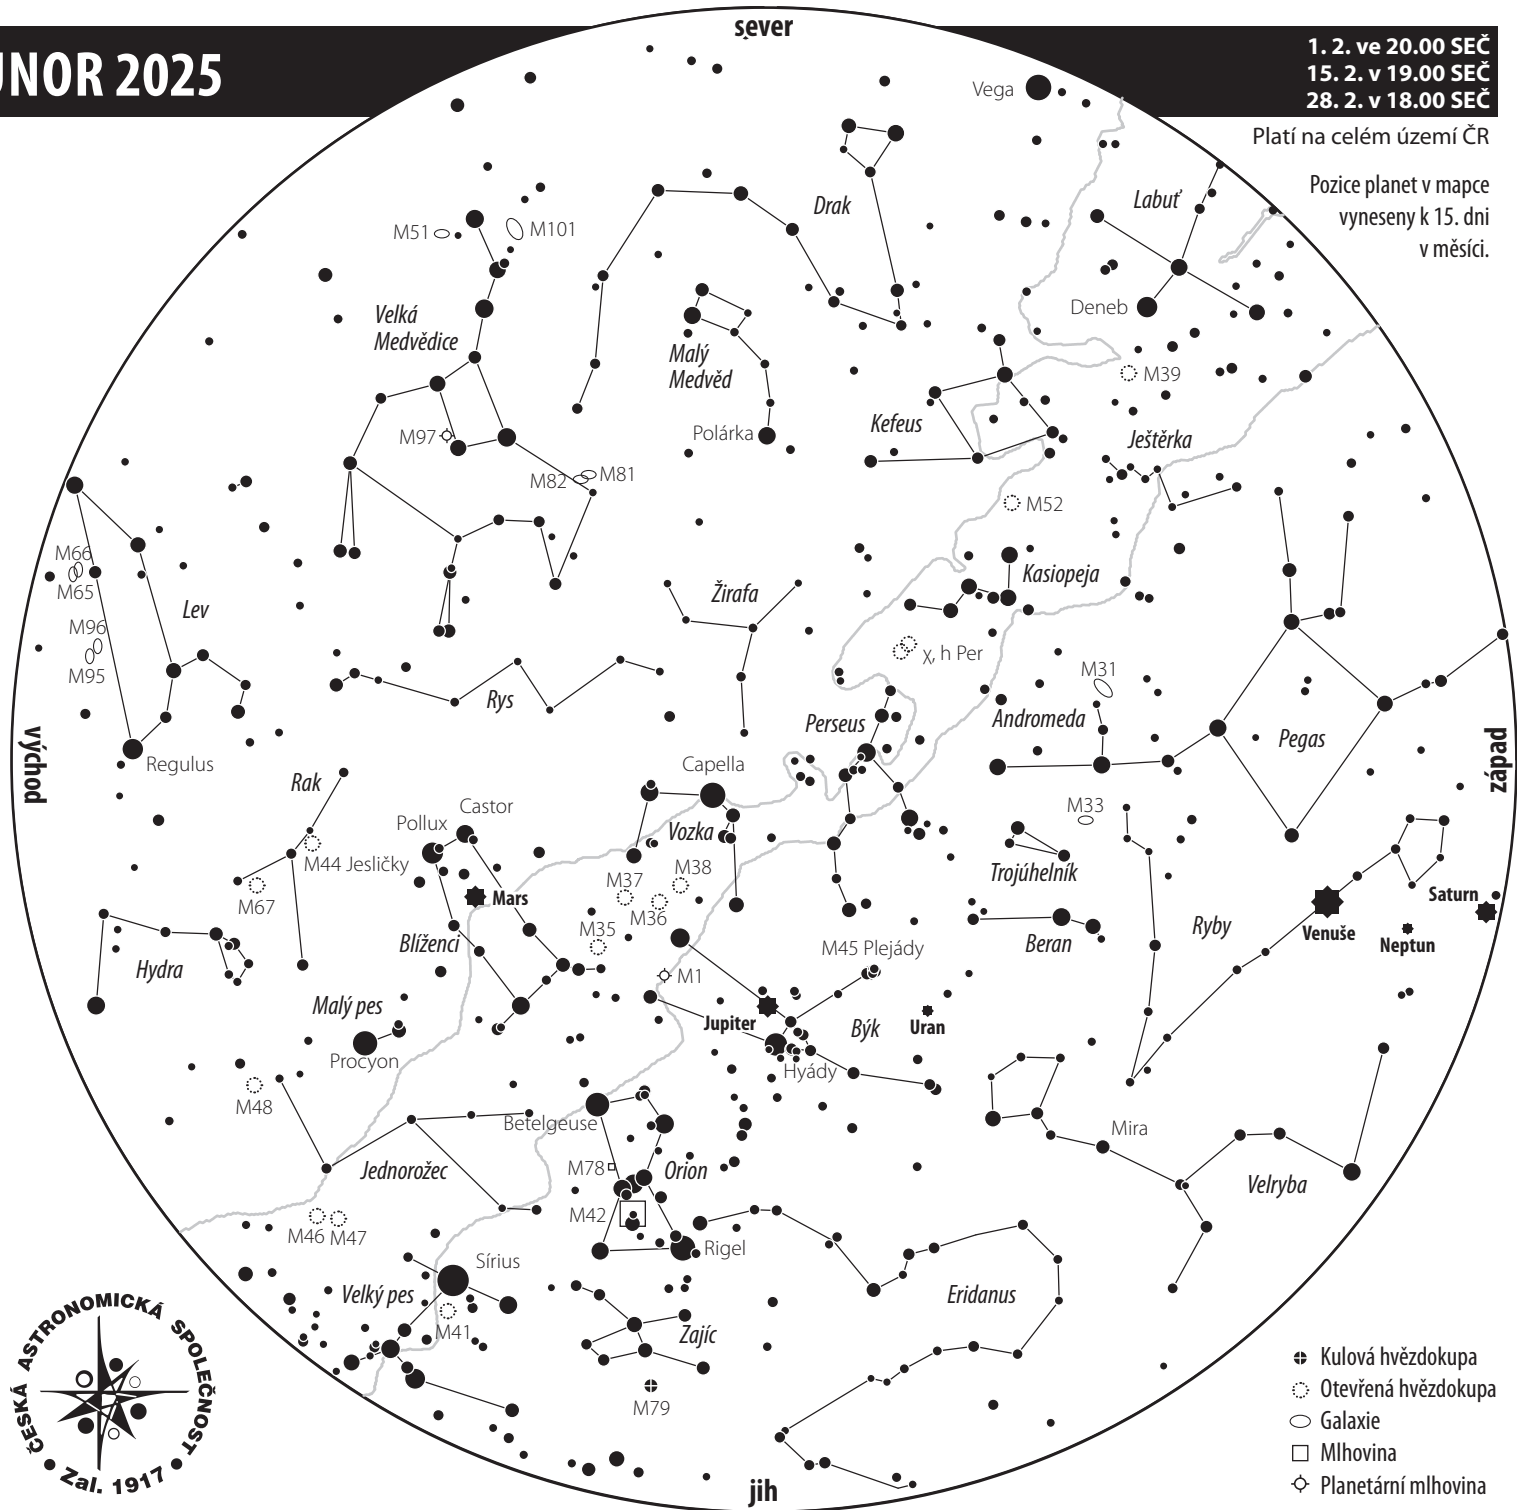 sever
ÚNOR 2025
1. 2. ve 20.00 SEČ
15. 2. v 19.00 SEČ
28. 2. v 18.00 SEČ
Platí na celém území ČR
Pozice planet v mapce
vyneseny k 15. dni
v měsíci.
Vega
Drak
Labuť
M51
M101
Velká
Medvědice
Deneb
Malý
Medvěd
M39
Kefeus
Polárka
Ještěrka
M97
M82
M81
M52
M66
M65
Kasiopeja
Lev
Žirafa
M96
M95
χ, h Per
M31
Rys
Andromeda
Perseus
Pegas
východ
západ
Regulus
Capella
Rak
Castor
Pollux
Vozka
M33
M44 Jesličky
M38
Trojúhelník
M37
Mars
Saturn
M67
M36
M35
Ryby
Venuše
Blíženci
Beran
Neptun
M45 Plejády
Hydra
M1
Malý pes
Jupiter
Býk
Uran
Procyon
Hyády
M48
Betelgeuse
Mira
Jednorožec
M78
Orion
Velryba
M42
M46
M47
Rigel
Sírius
Velký pes
Eridanus
M41
Zajíc
M79
jih
ČESKÁ ASTRONOMICKÁ SPOLEČNOST
Zal. 1917
Kulová hvězdokupa
Otevřená hvězdokupa
Galaxie
Mlhovina
Planetární mlhovina